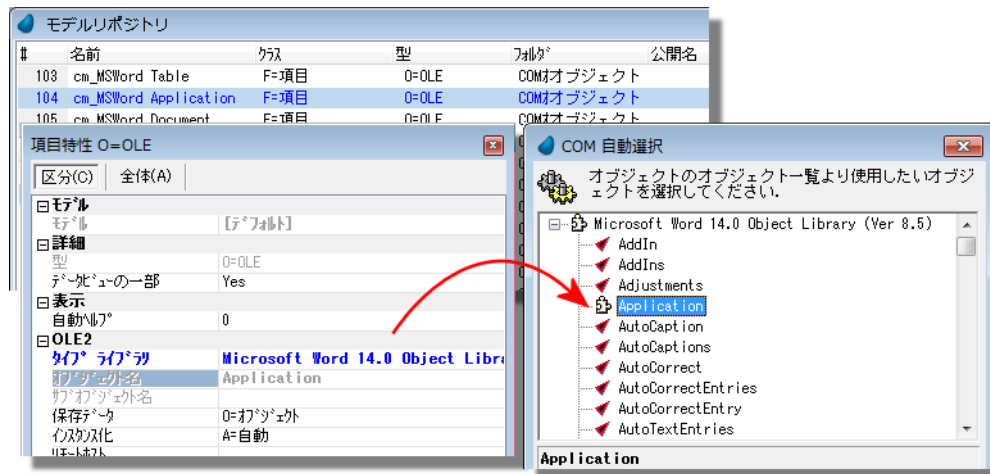 モデルリポジトリ
# 名前 ｸﾗｽ 型 ﾌｫﾙﾀﾞ 公開名
103 cm_MSWord Table F=項目 O=OLE COMｵオブジェクト
104 cm_MSWord Application F=項目 O=OLE COMｵオブジェクト
105 cm_MSWord Document F=項目 O=OLE COMｵオブジェクト
項目特性 O=OLE
区分(C) 全体(A)
ﾓﾃﾞﾙ
ﾓﾃﾞﾙ [ﾃﾞﾌｫﾙﾄ]
詳細
型 O=OLE
ﾃﾞｰﾀﾋﾞｭｰの一部 Yes
表示
自動ﾍﾙﾌﾟ 0
OLE2
ﾀｲﾌﾟ ﾗｲﾌﾞﾗﾘ Microsoft Word 14.0 Object Libra
ｵﾌﾞｼﾞｪｸﾄ名 Application
ｻﾌﾞｵﾌﾞｼﾞｪｸﾄ名
保存ﾃﾞｰﾀ O=ｵﾌﾞｼﾞｪｸﾄ
ｲﾝｽﾀﾝｽ化 A=自動
ﾘﾓｰﾄﾎｽﾄ
COM 自動選択
オブジェクトのオブジェクト一覧より使用したいオブジ
ェクトを選択してください.
Microsoft Word 14.0 Object Library (Ver 8.5)
AddIn
AddIns
Adjustments
Application
AutoCaption
AutoCaptions
AutoCorrect
AutoCorrectEntries
AutoCorrectEntry
AutoTextEntries
Application